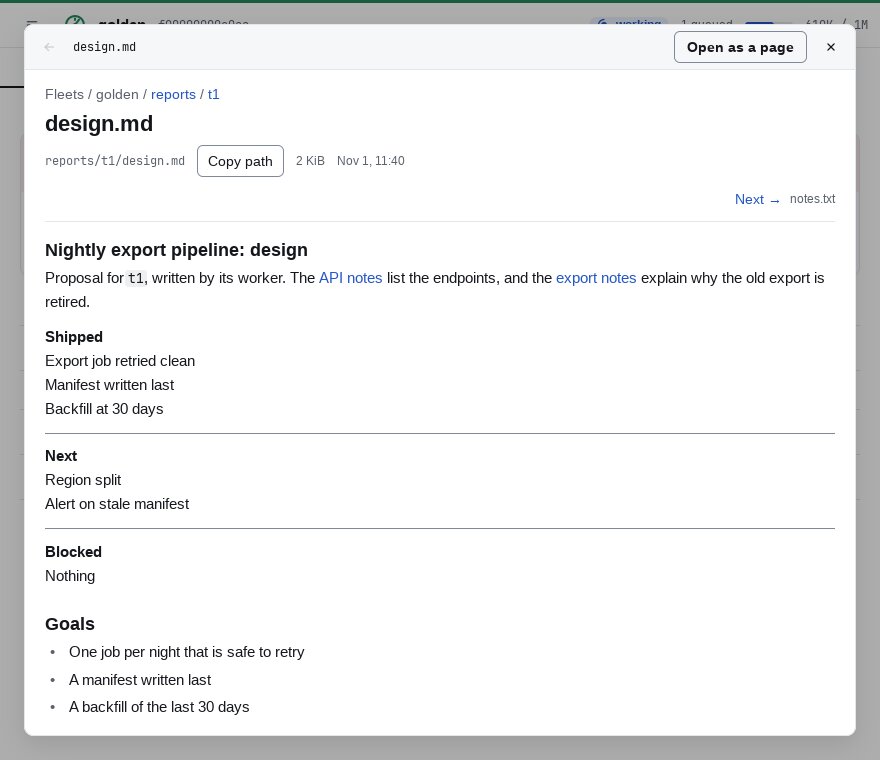 golden
working
1 queued
design.md
Open as a page
×
Fleets / golden / reports / t1
design.md
reports/t1/design.md Copy path 2 KiB Nov 1, 11:40
Next → notes.txt
Nightly export pipeline: design
Proposal for t1, written by its worker. The API notes list the endpoints, and the export notes explain why the old export is
retired.
Shipped
Export job retried clean
Manifest written last
Backfill at 30 days
Next
Region split
Alert on stale manifest
Blocked
Nothing
Goals
• One job per night that is safe to retry
• A manifest written last
• A backfill of the last 30 days